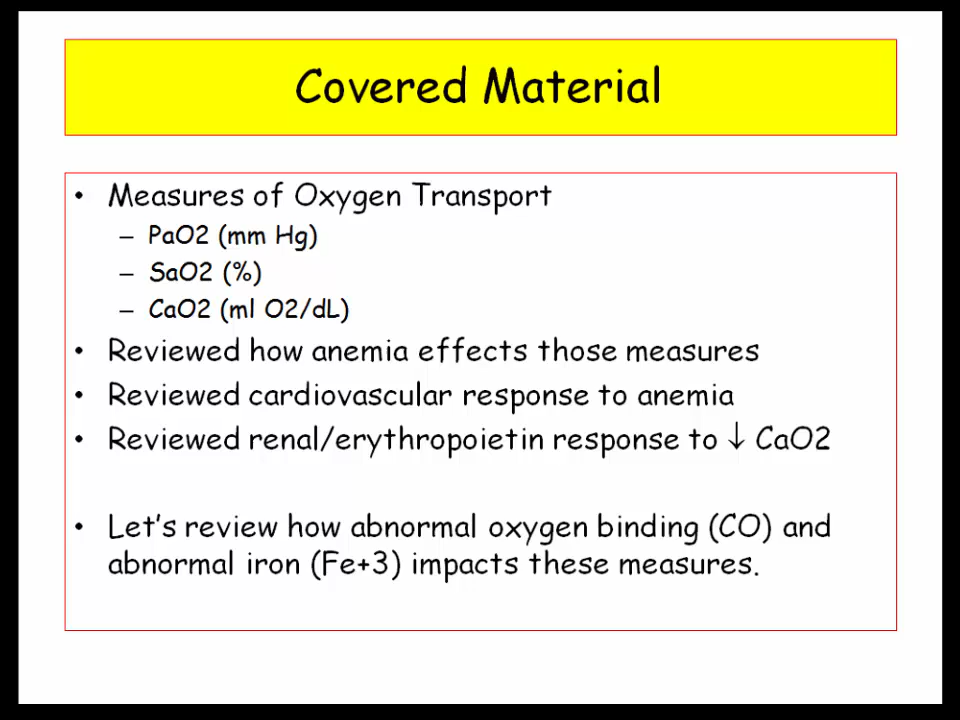 Covered Material
• Measures of Oxygen Transport
– PaO2 (mm Hg)
– SaO2 (%)
– CaO2 (ml O2/dL)
• Reviewed how anemia effects those measures
• Reviewed cardiovascular response to anemia
• Reviewed renal/erythropoietin response to ↓ CaO2
• Let's review how abnormal oxygen binding (CO) and
abnormal iron (Fe+3) impacts these measures.